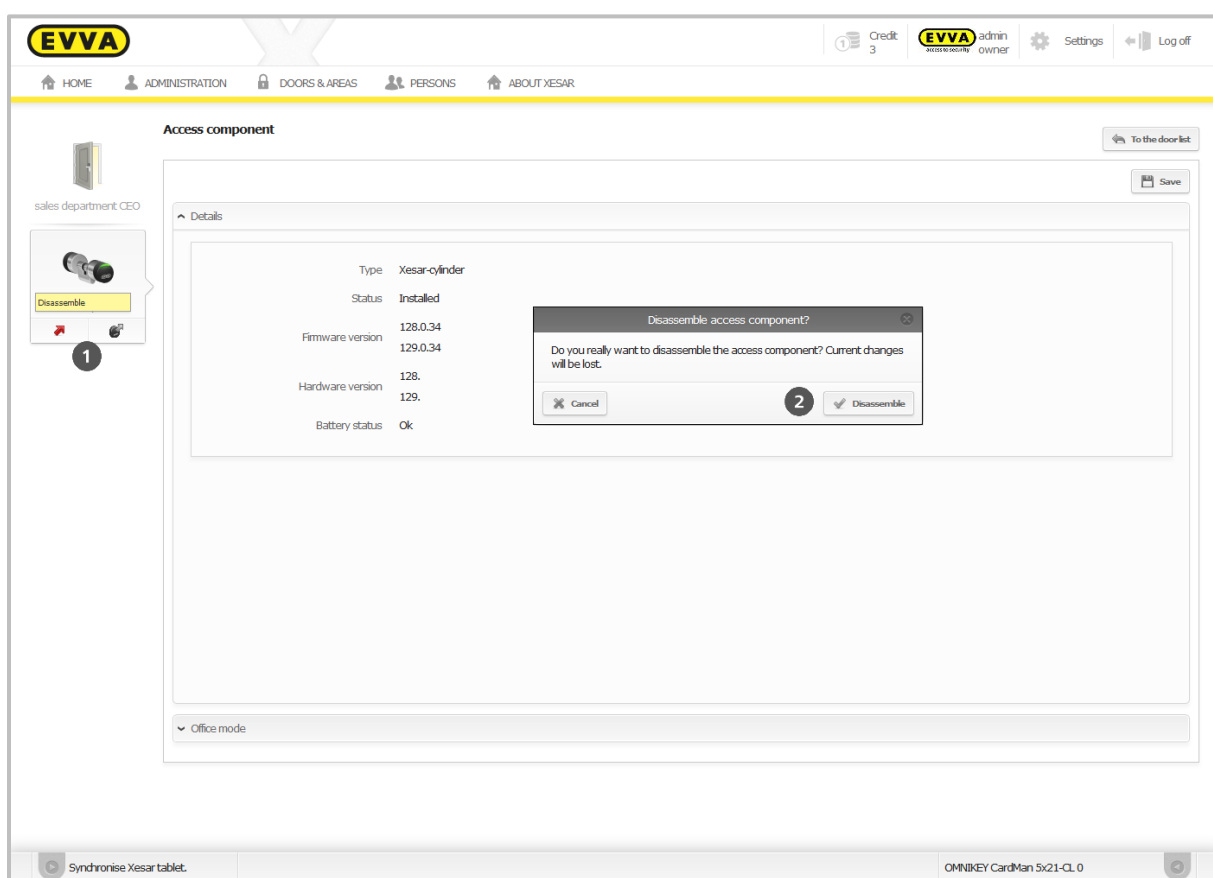 EVVA
Credit
3
EVVA
access to security
admin
owner
Settings
Log off
HOME
ADMINISTRATION
DOORS & AREAS
PERSONS
ABOUT XESAR
Access component
To the door list
sales department CEO
Save
Details
Disassemble
1
Type Xesar-cylinder
Status Installed
Firmware version 128.0.34
129.0.34
Hardware version 128.
129.
Battery status Ok
Disassemble access component?
Do you really want to disassemble the access component? Current changes
will be lost.
Cancel
2
Disassemble
Office mode
Synchronise Xesar tablet.
OMNIKEY CardMan 5x21-CL 0